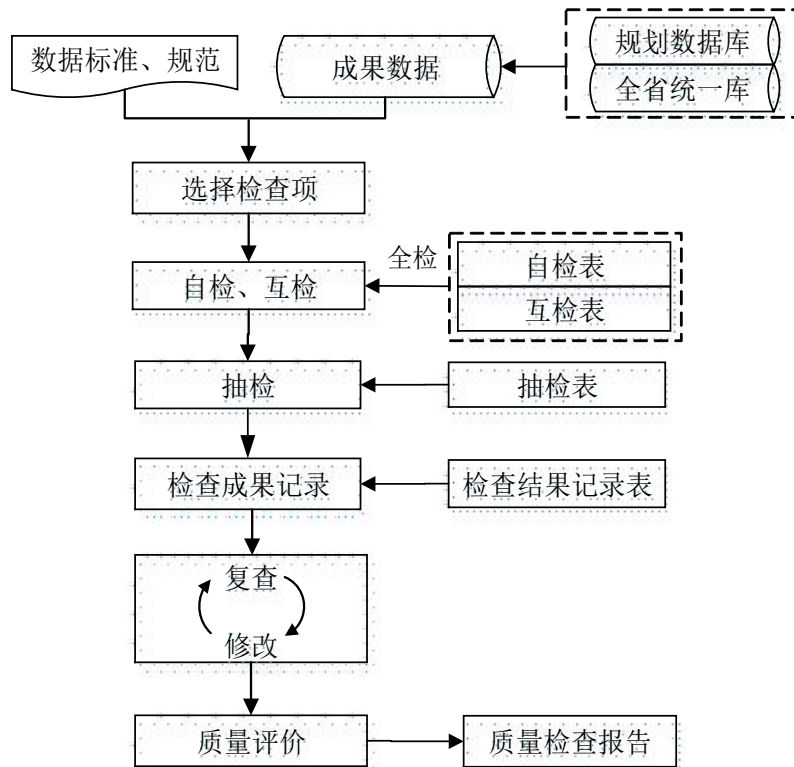 数据标准、规范
成果数据
规划数据库
全省统一库
选择检查项
全检
自检、互检
自检表
互检表
抽检
抽检表
检查成果记录
检查结果记录表
复查
修改
质量评价
质量检查报告